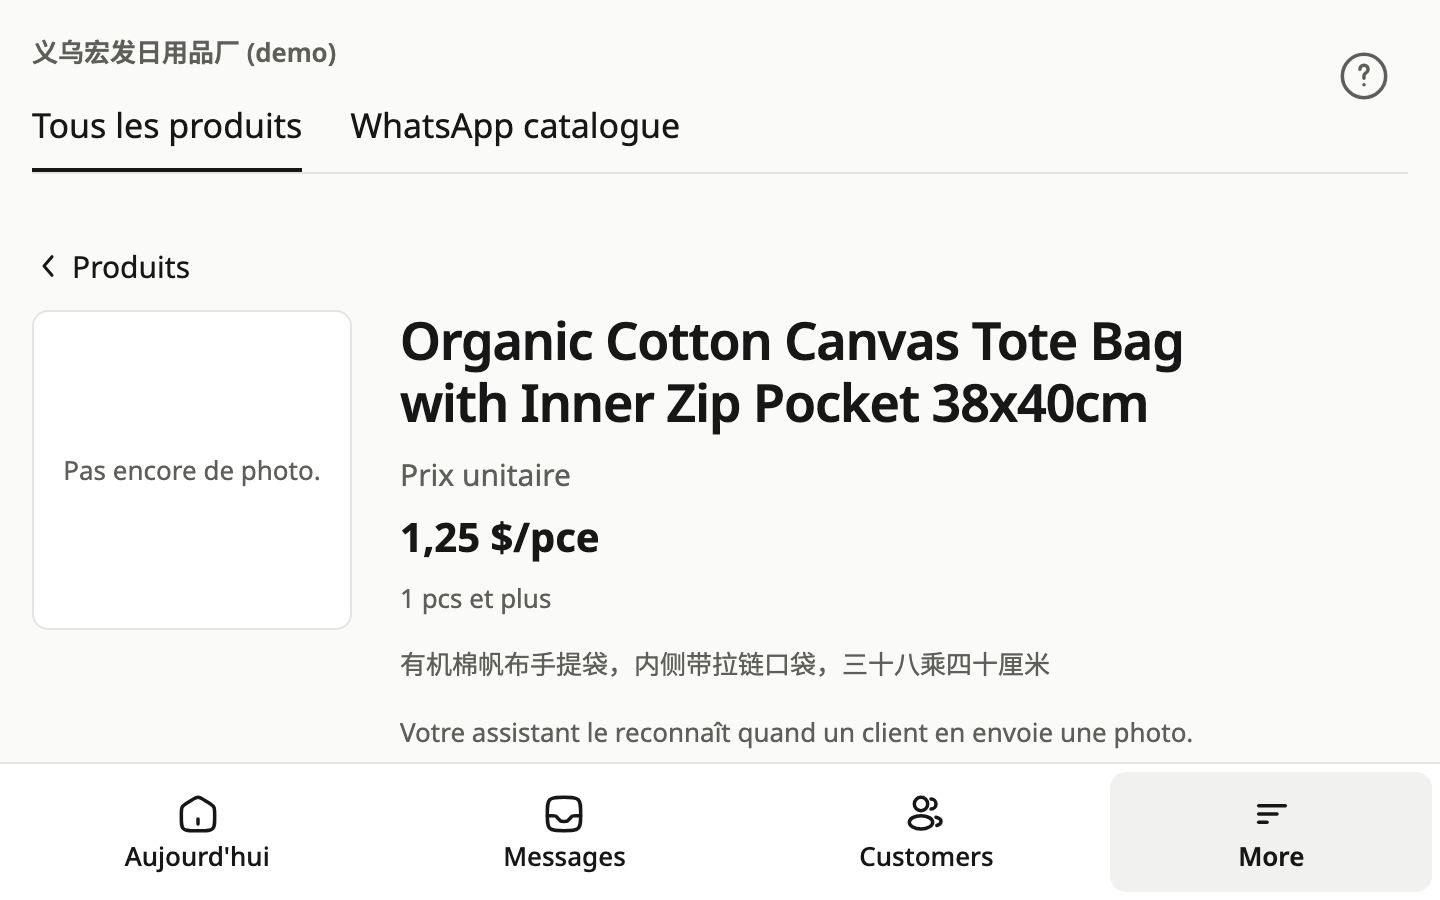 义乌宏发日用品厂 (demo)
Tous les produits
WhatsApp catalogue
Produits
Pas encore de photo.
Organic Cotton Canvas Tote Bag
with Inner Zip Pocket 38x40cm
Prix unitaire
1,25 $/pce
1 pcs et plus
有机棉帆布手提袋，内侧带拉链口袋，三十八乘四十厘米
Votre assistant le reconnaît quand un client en envoie une photo.
Aujourd'hui
Messages
Customers
More